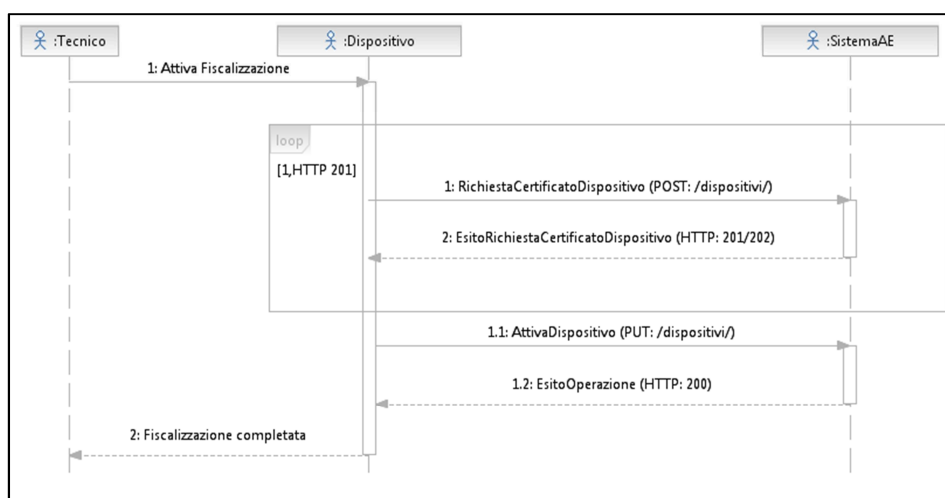 :Tecnico
:Dispositivo
:SistemaAE
1: Attiva Fiscalizzazione
loop
[1,HTTP 201]
1: RichiestaCertificatoDispositivo (POST: /dispositivi/)
2: EsitoRichiestaCertificatoDispositivo (HTTP: 201/202)
1.1: AttivaDispositivo (PUT: /dispositivi/)
1.2: EsitoOperazione (HTTP: 200)
2: Fiscalizzazione completata